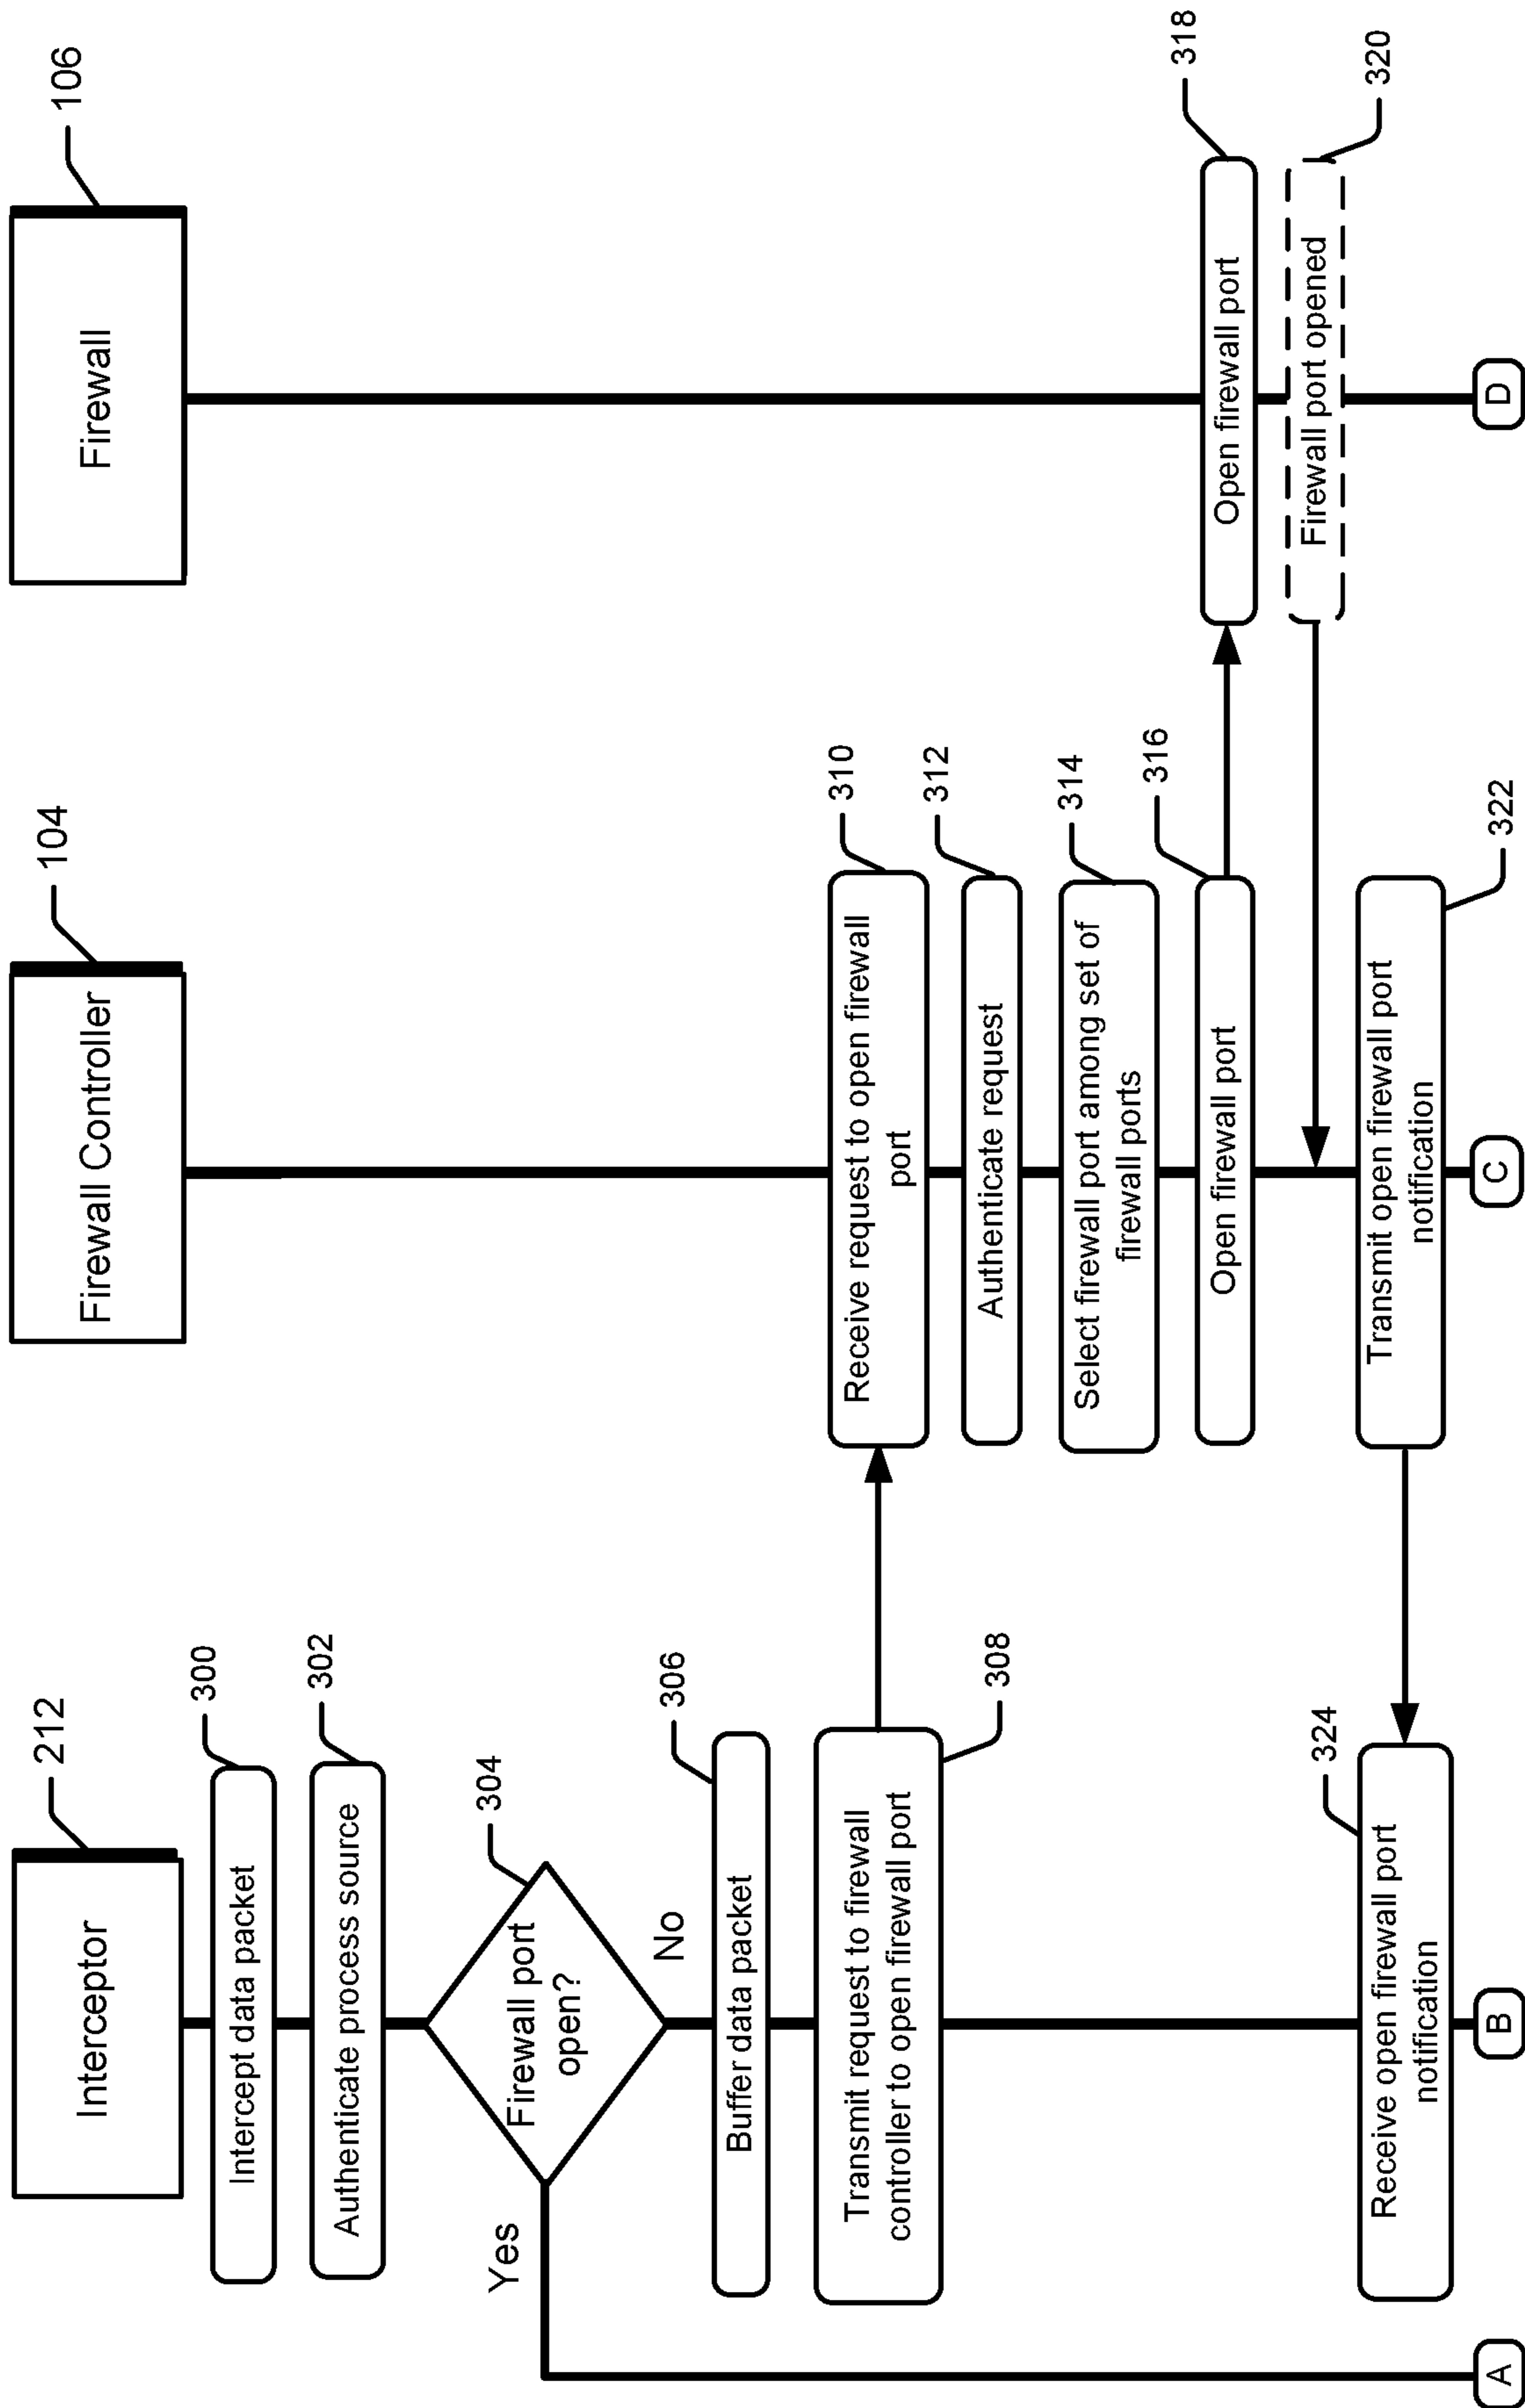 Interceptor
212
Firewall Controller
104
Firewall
106
Intercept data packet
300
Authenticate process source
302
Firewall port
open?
304
Yes
No
Buffer data packet
306
Transmit request to firewall
controller to open firewall port
308
Receive request to open firewall
port
310
Authenticate request
312
Select firewall port among set of
firewall ports
314
Open firewall port
316
Open firewall port
318
Firewall port opened
320
Transmit open firewall port
notification
322
Receive open firewall port
notification
324
A
B
C
D